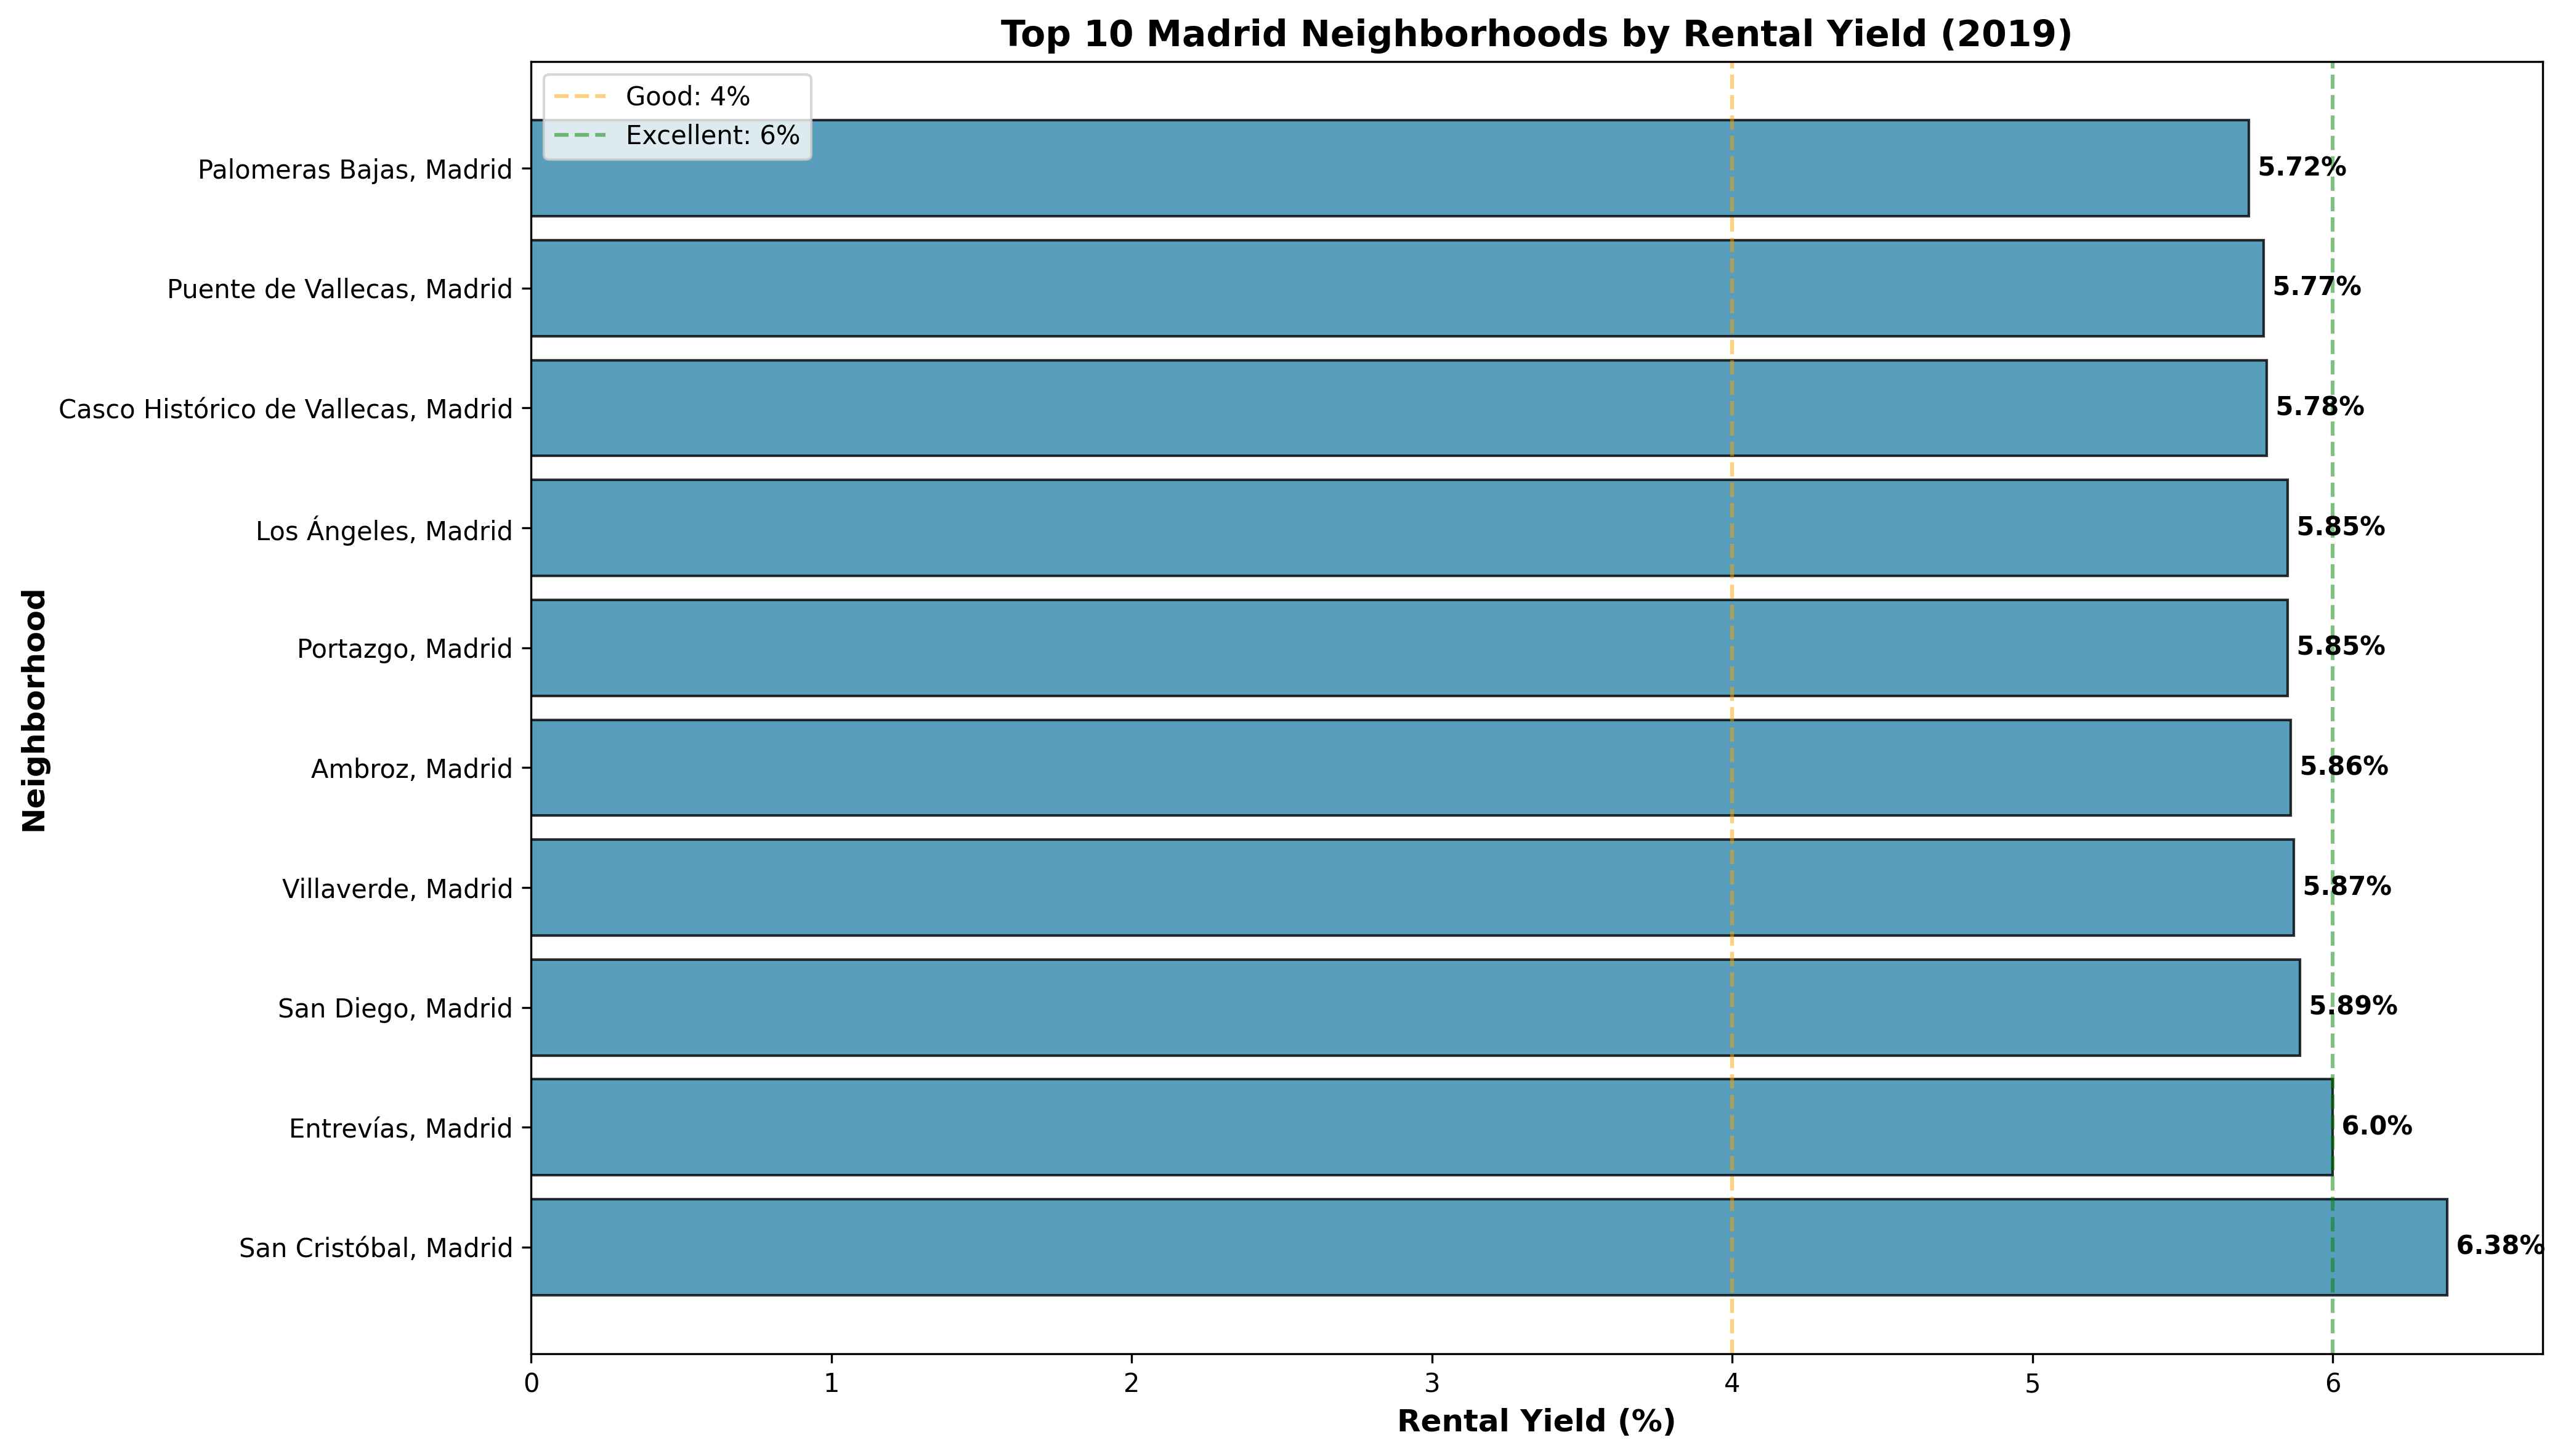 Top 10 Madrid Neighborhoods by Rental Yield (2019)
Good: 4%
Excellent: 6%
Palomeras Bajas, Madrid 5.72%
Puente de Vallecas, Madrid 5.77%
Casco Histórico de Vallecas, Madrid 5.78%
Los Ángeles, Madrid 5.85%
Portazgo, Madrid 5.85%
Ambroz, Madrid 5.86%
Villaverde, Madrid 5.87%
San Diego, Madrid 5.89%
Entrevías, Madrid 6.0%
San Cristóbal, Madrid 6.38%
Neighborhood
0 1 2 3 4 5 6
Rental Yield (%)